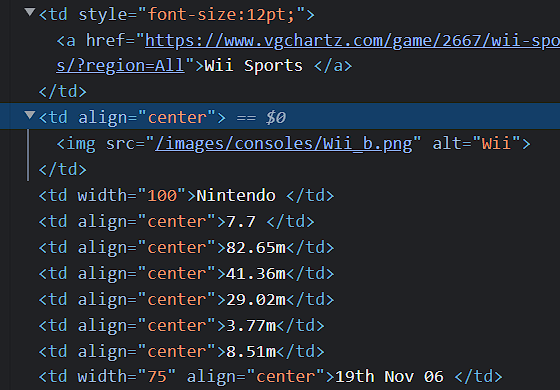 ▼<td style="font-size:12pt;">
<a href="https://www.vgchartz.com/game/2667/wii-spo
s/?region=All">Wii Sports </a>
</td>
▼<td align="center"> == $0
<img src="/images/consoles/Wii_b.png" alt="Wii">
</td>
<td width="100">Nintendo </td>
<td align="center">7.7 </td>
<td align="center">82.65m</td>
<td align="center">41.36m</td>
<td align="center">29.02m</td>
<td align="center">3.77m</td>
<td align="center">8.51m</td>
<td width="75" align="center">19th Nov 06 </td>